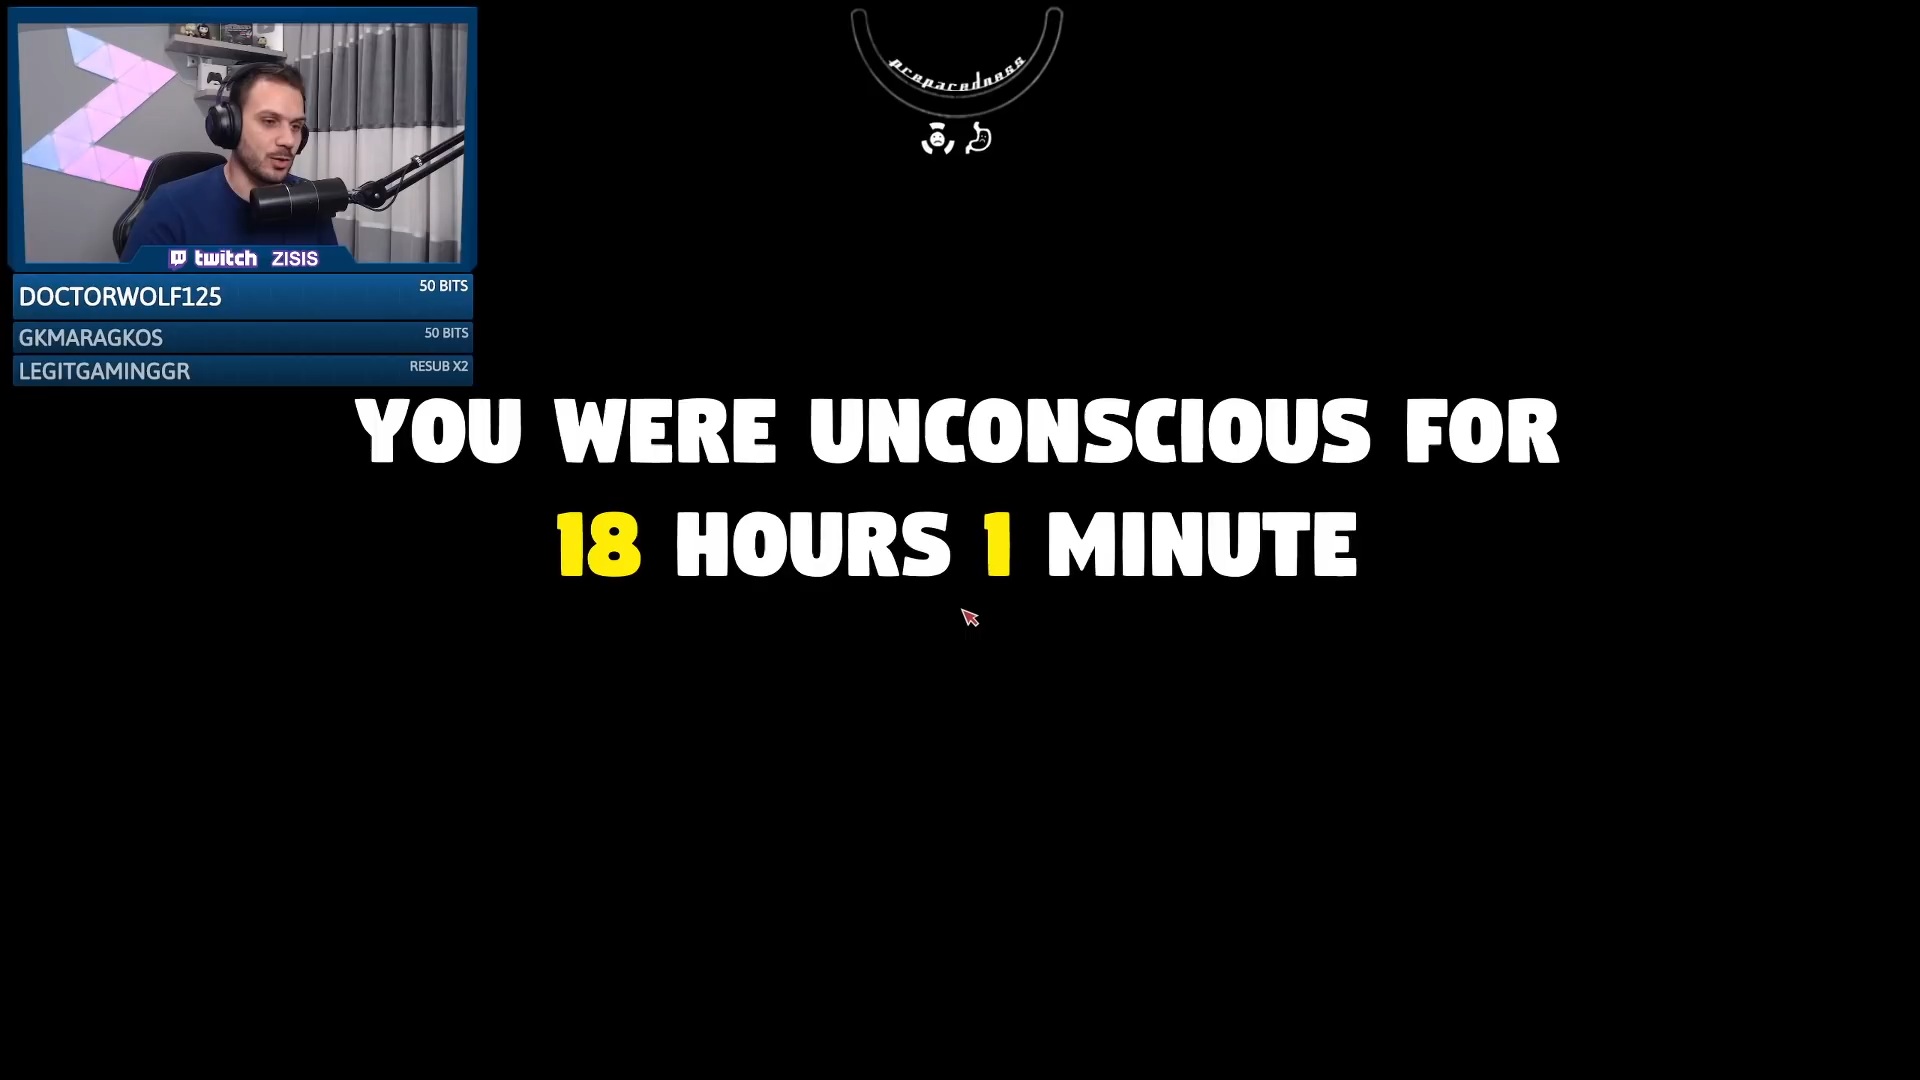 preparedness
twitch ZISIS
DOCTORWOLF125 50 BITS
GKMARAGKOS 50 BITS
LEGITGAMINGGR RESUB X2
YOU WERE UNCONSCIOUS FOR
18 HOURS 1 MINUTE